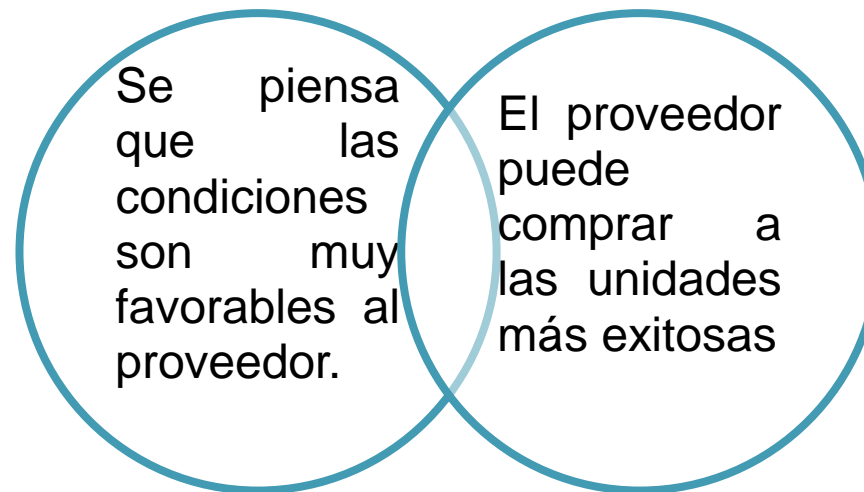 Se piensa
que las
condiciones
son muy
favorables al
proveedor.
El proveedor
puede
comprar a
las unidades
más exitosas